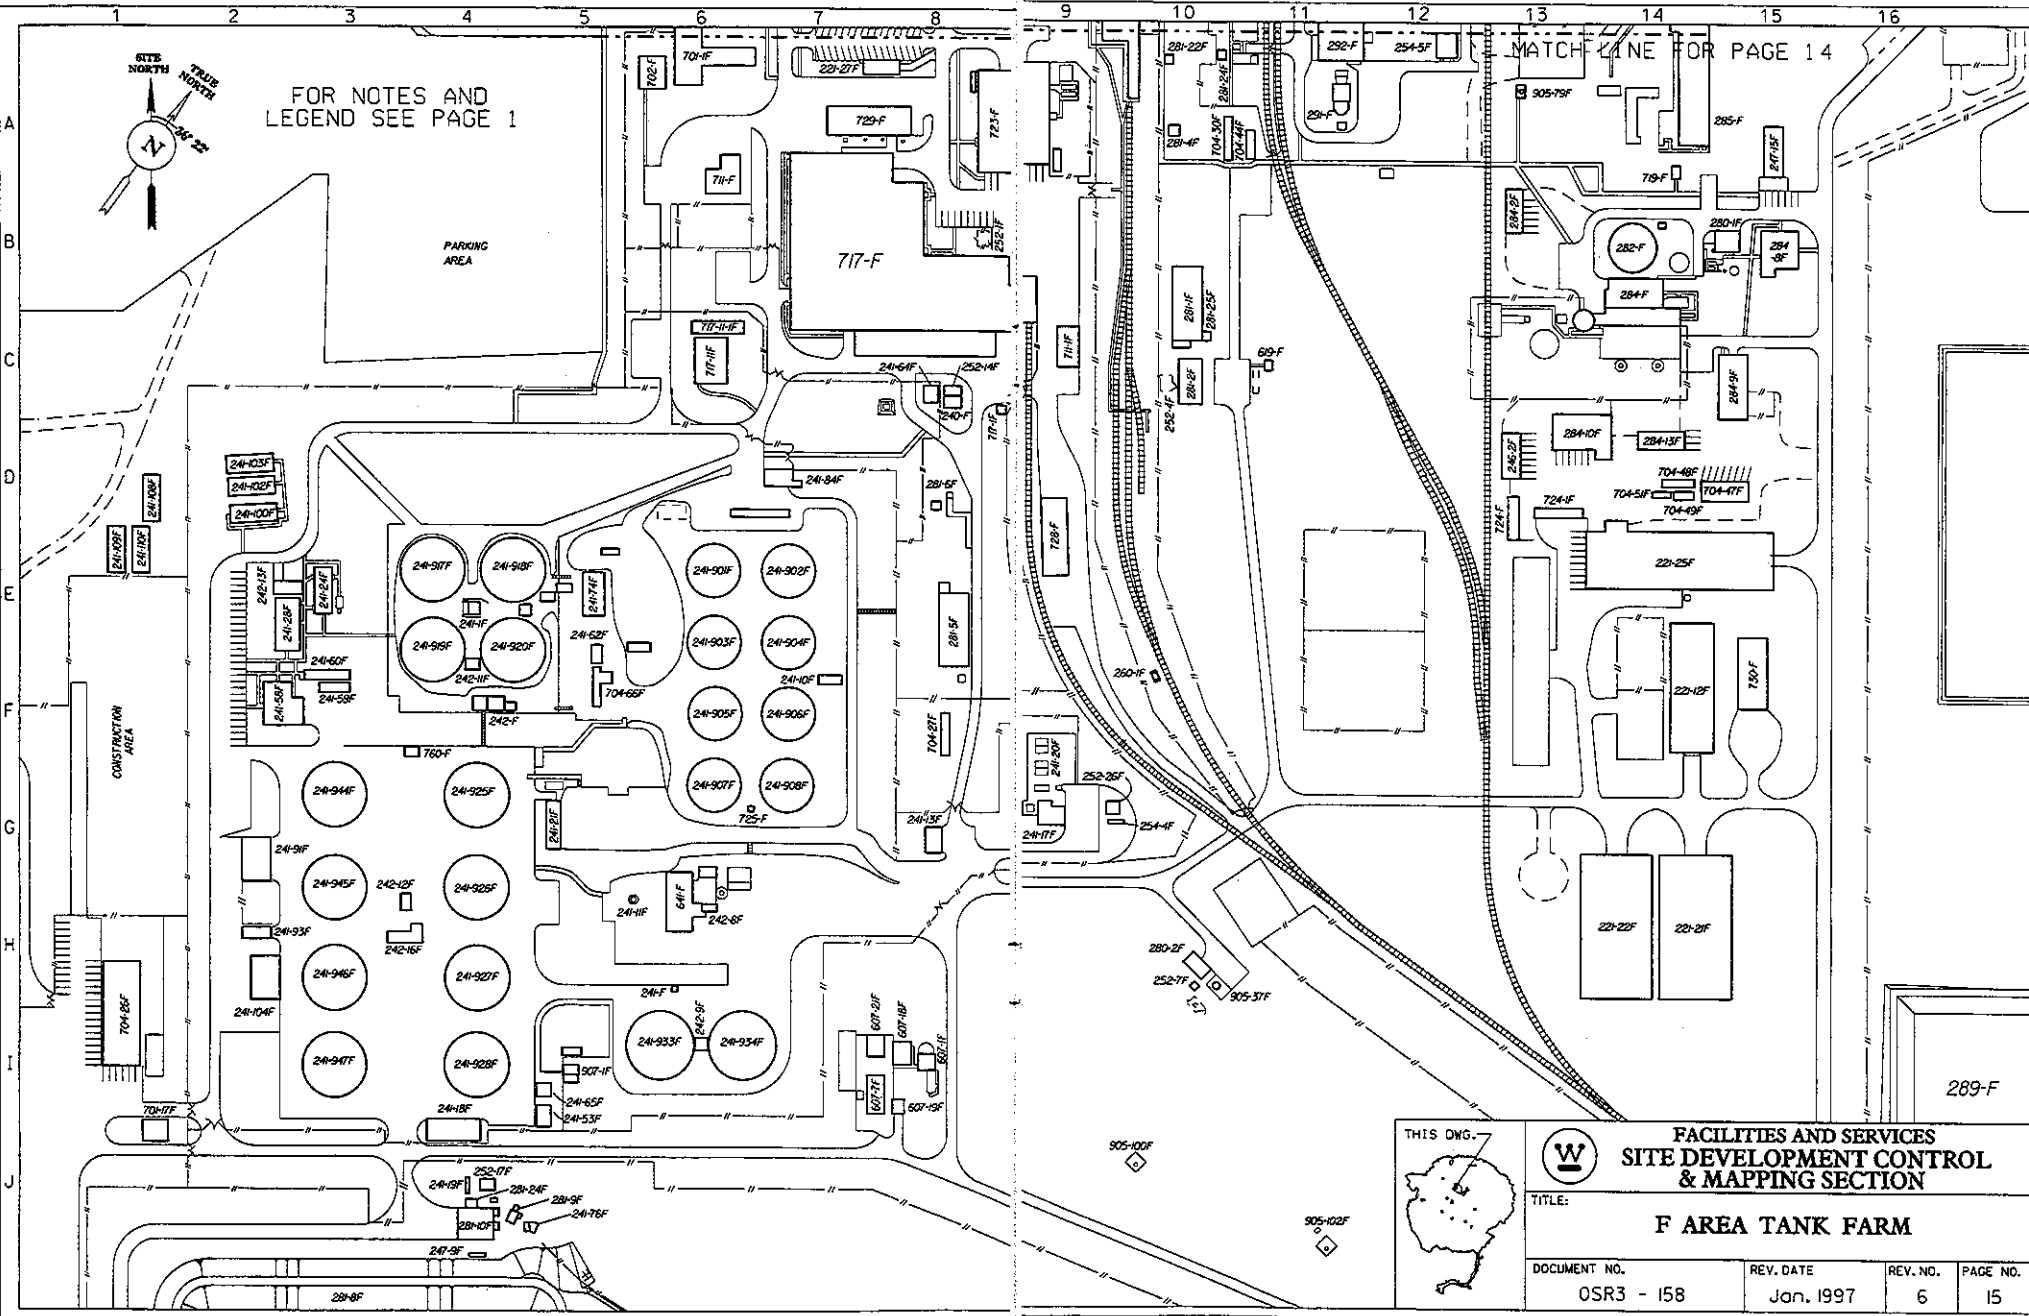 1 2 3 4 5 6 7 8 9 10 11 12 13 14 15 16
A
B
C
D
E
F
G
H
I
J
SITE
NORTH
TRUE
NORTH
N
36° 22'
FOR NOTES AND
LEGEND SEE PAGE 1
MATCH LINE FOR PAGE 14
PARKING
AREA
702-F
701-1F
221-27F
729-F
723-F
711-F
717-F
252-1F
717-11-1F
717-11F
241-64F
252-14F
240-F
717-1F
281-22F
281-24F
292-F
254-5F
291-F
281-4F
704-30F
704-44F
905-79F
285-F
247-15F
719-F
284-2F
282-F
280-1F
284
-8F
284-F
281-1F
281-25F
711-1F
281-2F
252-4F
619-F
284-9F
284-10F
284-13F
246-2F
704-48F
704-51F
704-47F
704-49F
724-1F
724-F
221-25F
241-103F
241-102F
241-100F
241-108F
241-109F
241-110F
241-84F
281-6F
728-F
241-917F
241-918F
241-901F
241-902F
242-13F
241-24F
241-28F
241-74F
241-1F
241-919F
241-920F
241-62F
241-903F
241-904F
281-5F
241-60F
241-59F
241-58F
242-11F
704-66F
241-10F
260-1F
221-12F
730-F
242-F
241-905F
241-906F
704-27F
CONSTRUCTION
AREA
760-F
241-944F
241-925F
241-907F
241-908F
725-F
241-20F
252-26F
241-21F
241-13F
241-17F
254-4F
241-91F
241-945F
242-12F
241-926F
641-F
241-11F
242-6F
221-22F
221-21F
241-93F
242-16F
280-2F
252-7F
905-37F
241-946F
241-927F
241-F
704-26F
241-104F
241-933F
242-9F
241-934F
607-21F
607-18F
607-1F
241-947F
241-928F
907-1F
607-7F
607-19F
289-F
241-65F
241-53F
701-17F
241-18F
905-100F
252-17F
241-19F
281-24F
281-9F
281-10F
241-76F
247-9F
281-8F
905-102F
THIS DWG.
W
FACILITIES AND SERVICES
SITE DEVELOPMENT CONTROL
& MAPPING SECTION
TITLE:
F AREA TANK FARM
DOCUMENT NO.
OSR3 - 158
REV. DATE
Jan. 1997
REV. NO.
6
PAGE NO.
15